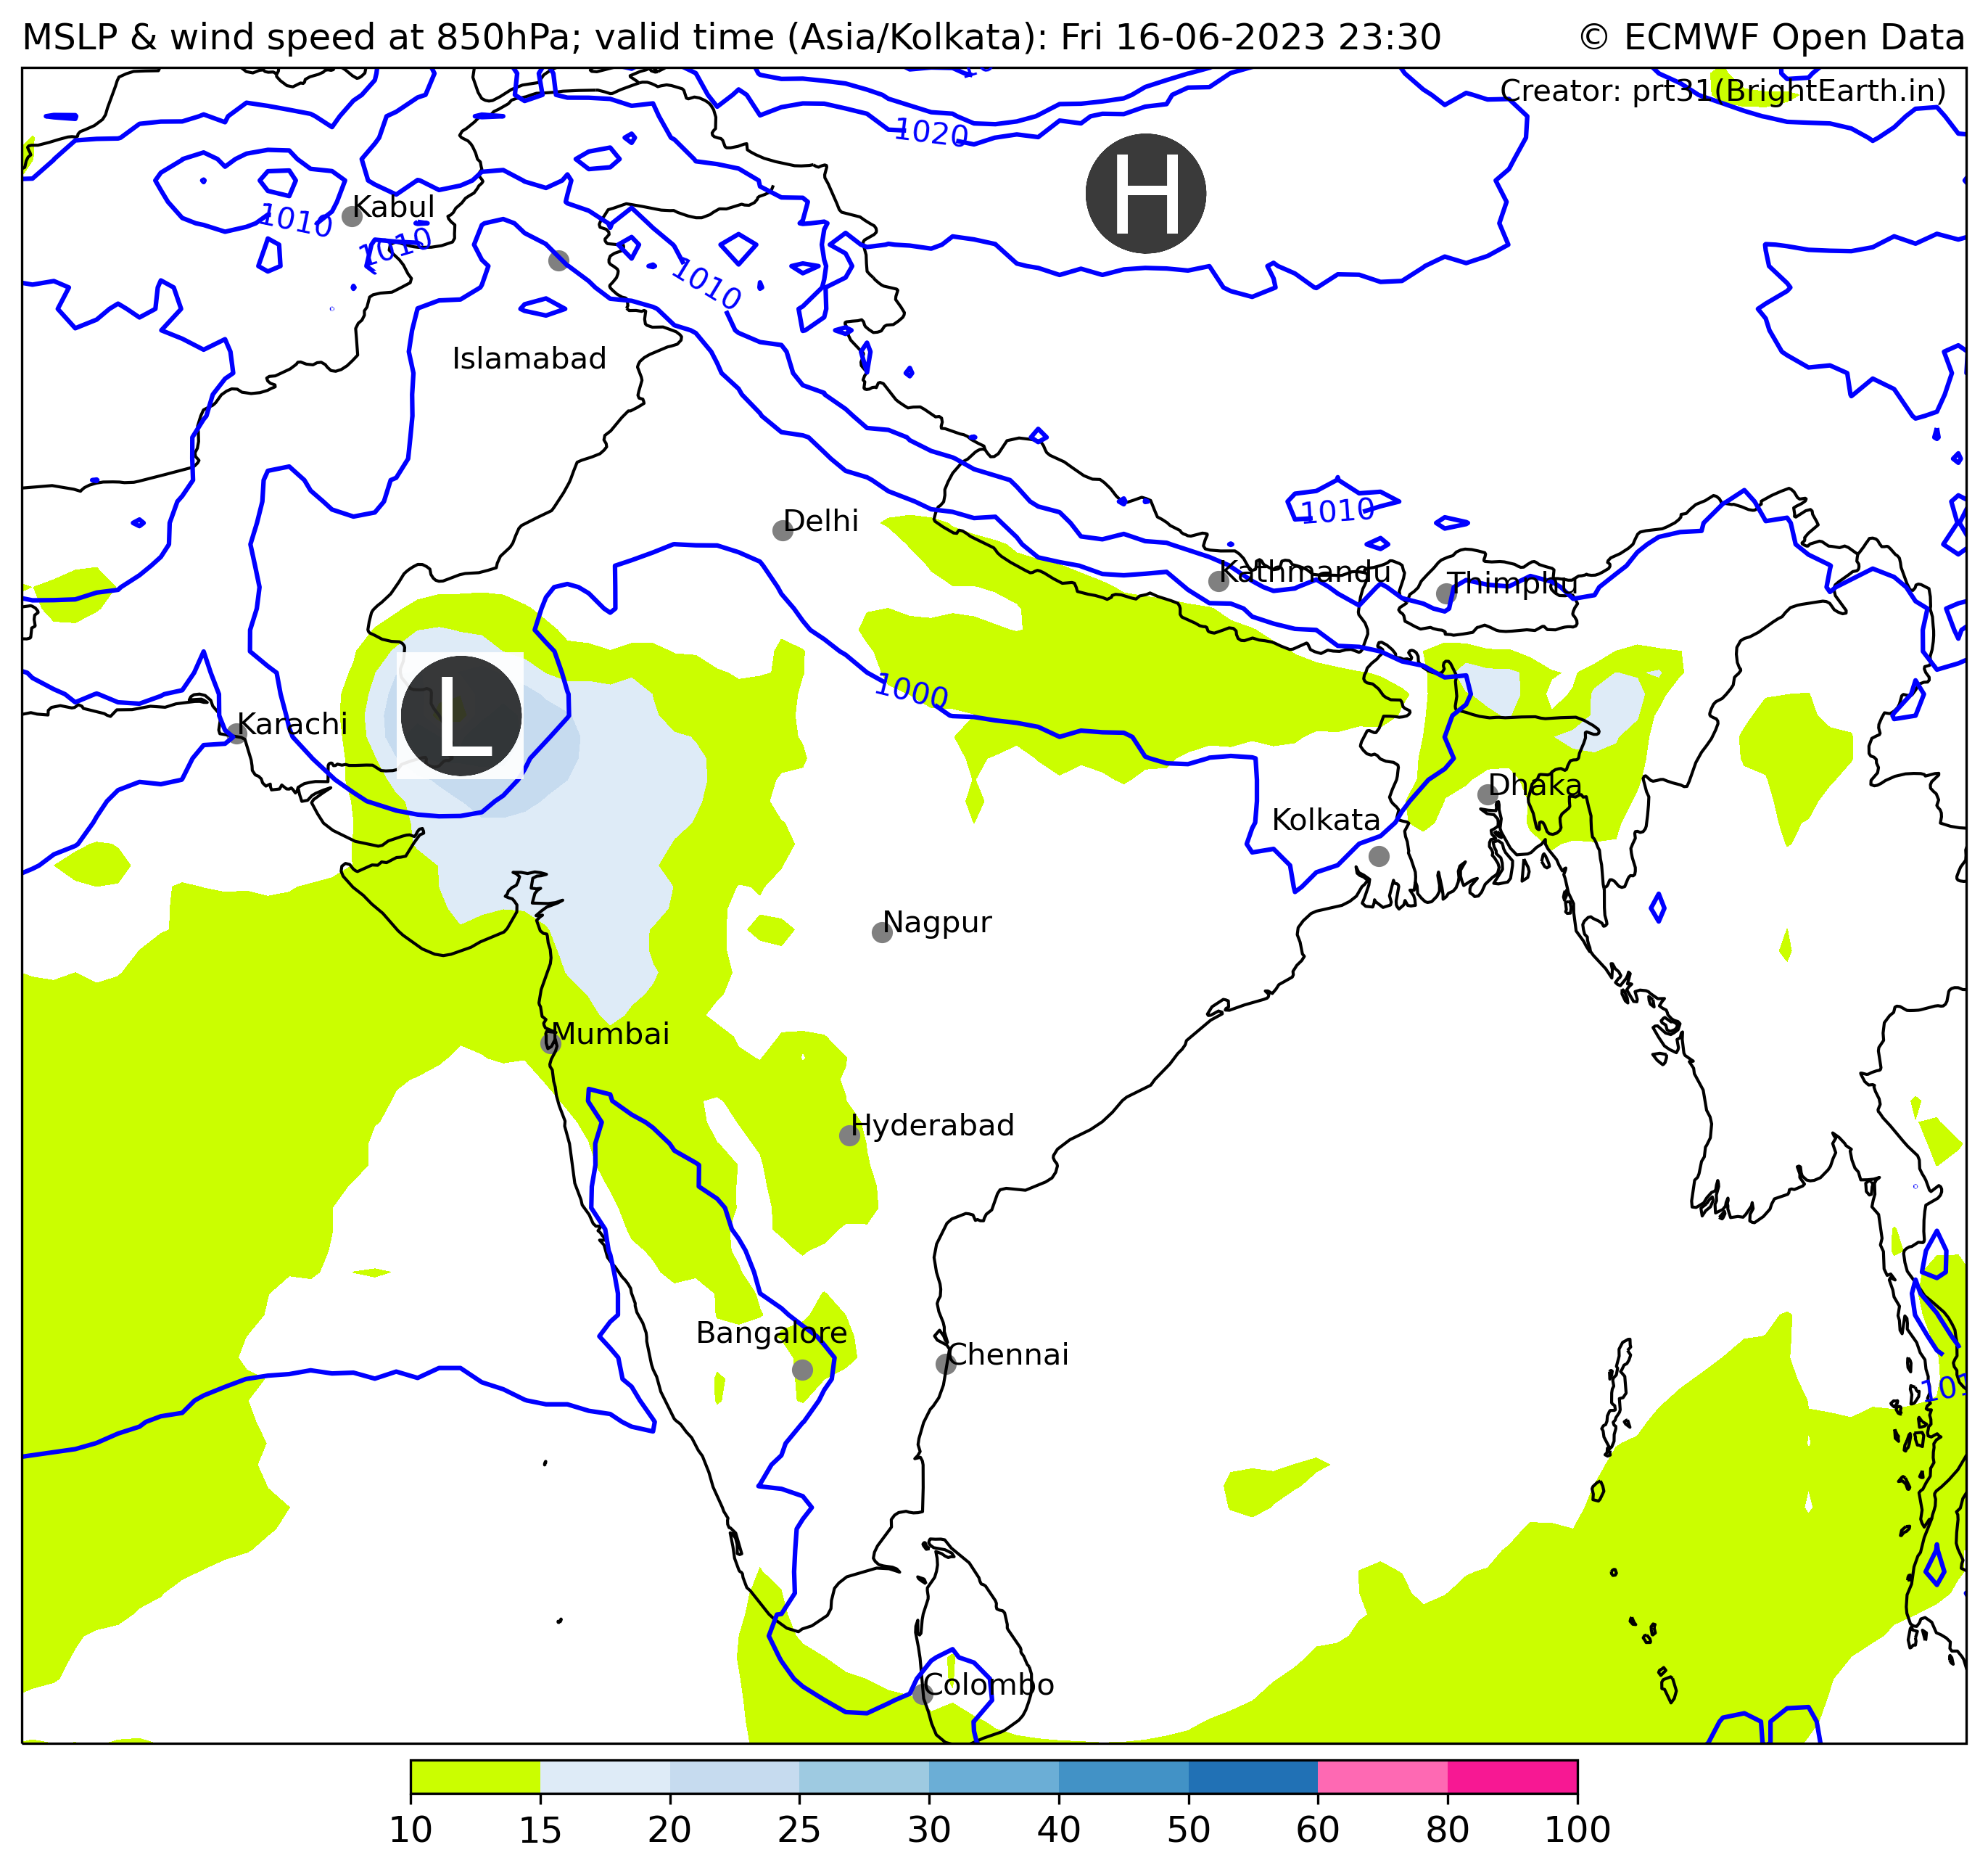 MSLP & wind speed at 850hPa; valid time (Asia/Kolkata): Fri 16-06-2023 23:30 © ECMWF Open Data
Creator: prt31(BrightEarth.in)
1020
H
Kabul
1010
1010
1010
Islamabad
1010
Delhi
Kathmandu
Thimphu
1000
L
Karachi
Dhaka
Kolkata
Nagpur
Mumbai
Hyderabad
Bangalore
Chennai
Colombo
10 15 20 25 30 40 50 60 80 100